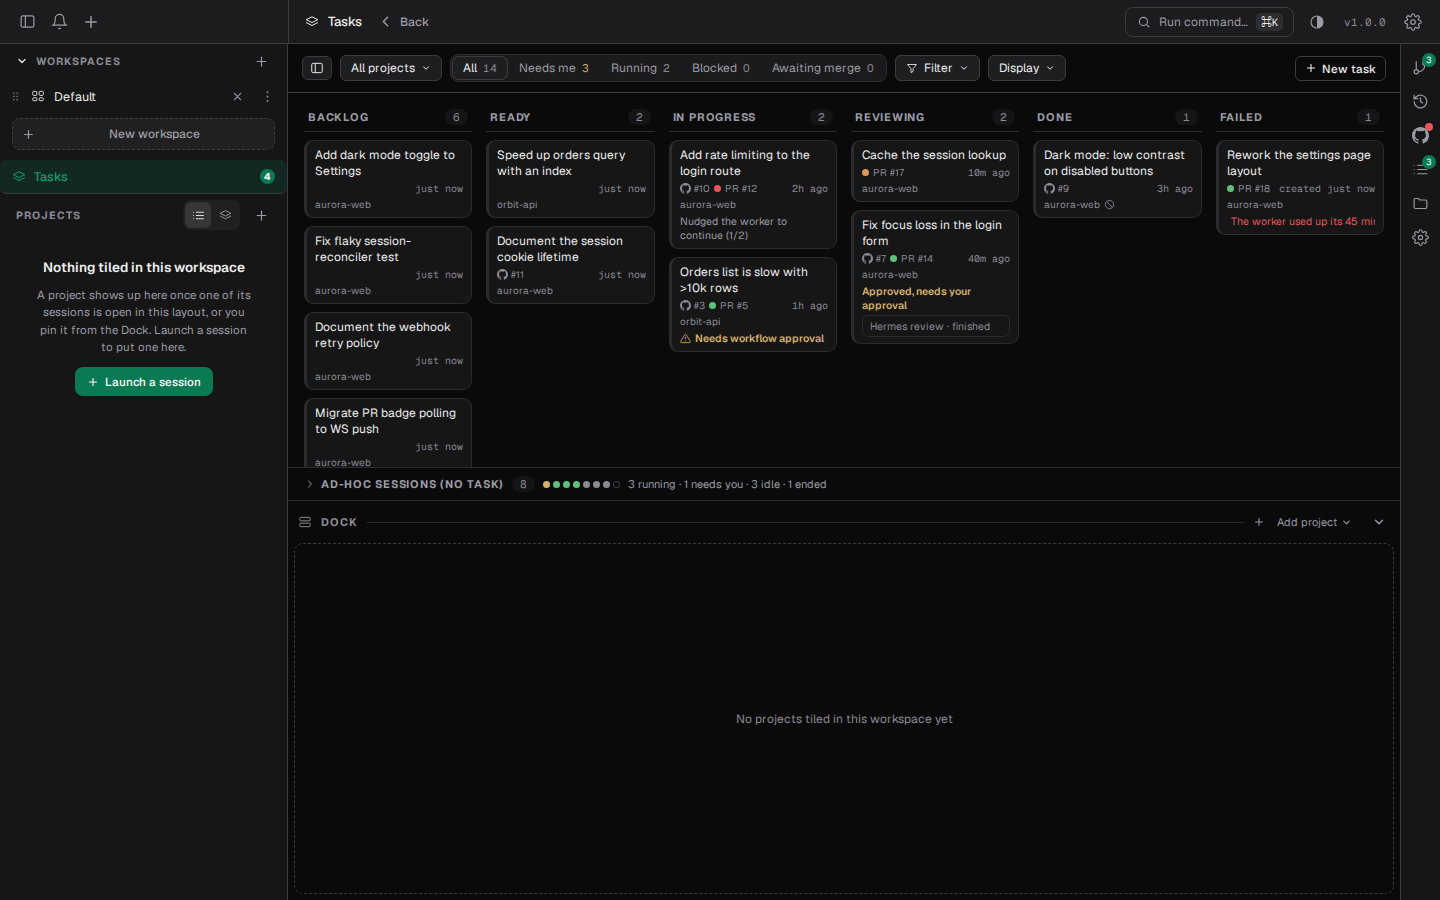 Tasks
Back
Run command...
⌘K
v1.0.0
WORKSPACES
Default
New workspace
Tasks
4
PROJECTS
Nothing tiled in this workspace
A project shows up here once one of its
sessions is open in this layout, or you
pin it from the Dock. Launch a session
to put one here.
Launch a session
All projects
All 14
Needs me 3
Running 2
Blocked 0
Awaiting merge 0
Filter
Display
New task
BACKLOG 6
Add dark mode toggle to
Settings
just now
aurora-web
Fix flaky session-
reconciler test
just now
aurora-web
Document the webhook
retry policy
just now
aurora-web
Migrate PR badge polling
to WS push
just now
aurora-web
READY 2
Speed up orders query
with an index
just now
orbit-api
Document the session
cookie lifetime
#11 just now
aurora-web
IN PROGRESS 2
Add rate limiting to the
login route
#10 PR #12 2h ago
aurora-web
Nudged the worker to
continue (1/2)
Orders list is slow with
>10k rows
#3 PR #5 1h ago
orbit-api
Needs workflow approval
REVIEWING 2
Cache the session lookup
PR #17 10m ago
aurora-web
Fix focus loss in the login
form
#7 PR #14 40m ago
aurora-web
Approved, needs your
approval
Hermes review · finished
DONE 1
Dark mode: low contrast
on disabled buttons
#9 3h ago
aurora-web
FAILED 1
Rework the settings page
layout
PR #18 created just now
aurora-web
The worker used up its 45 min
3
3
AD-HOC SESSIONS (NO TASK) 8 3 running · 1 needs you · 3 idle · 1 ended
DOCK
Add project
No projects tiled in this workspace yet